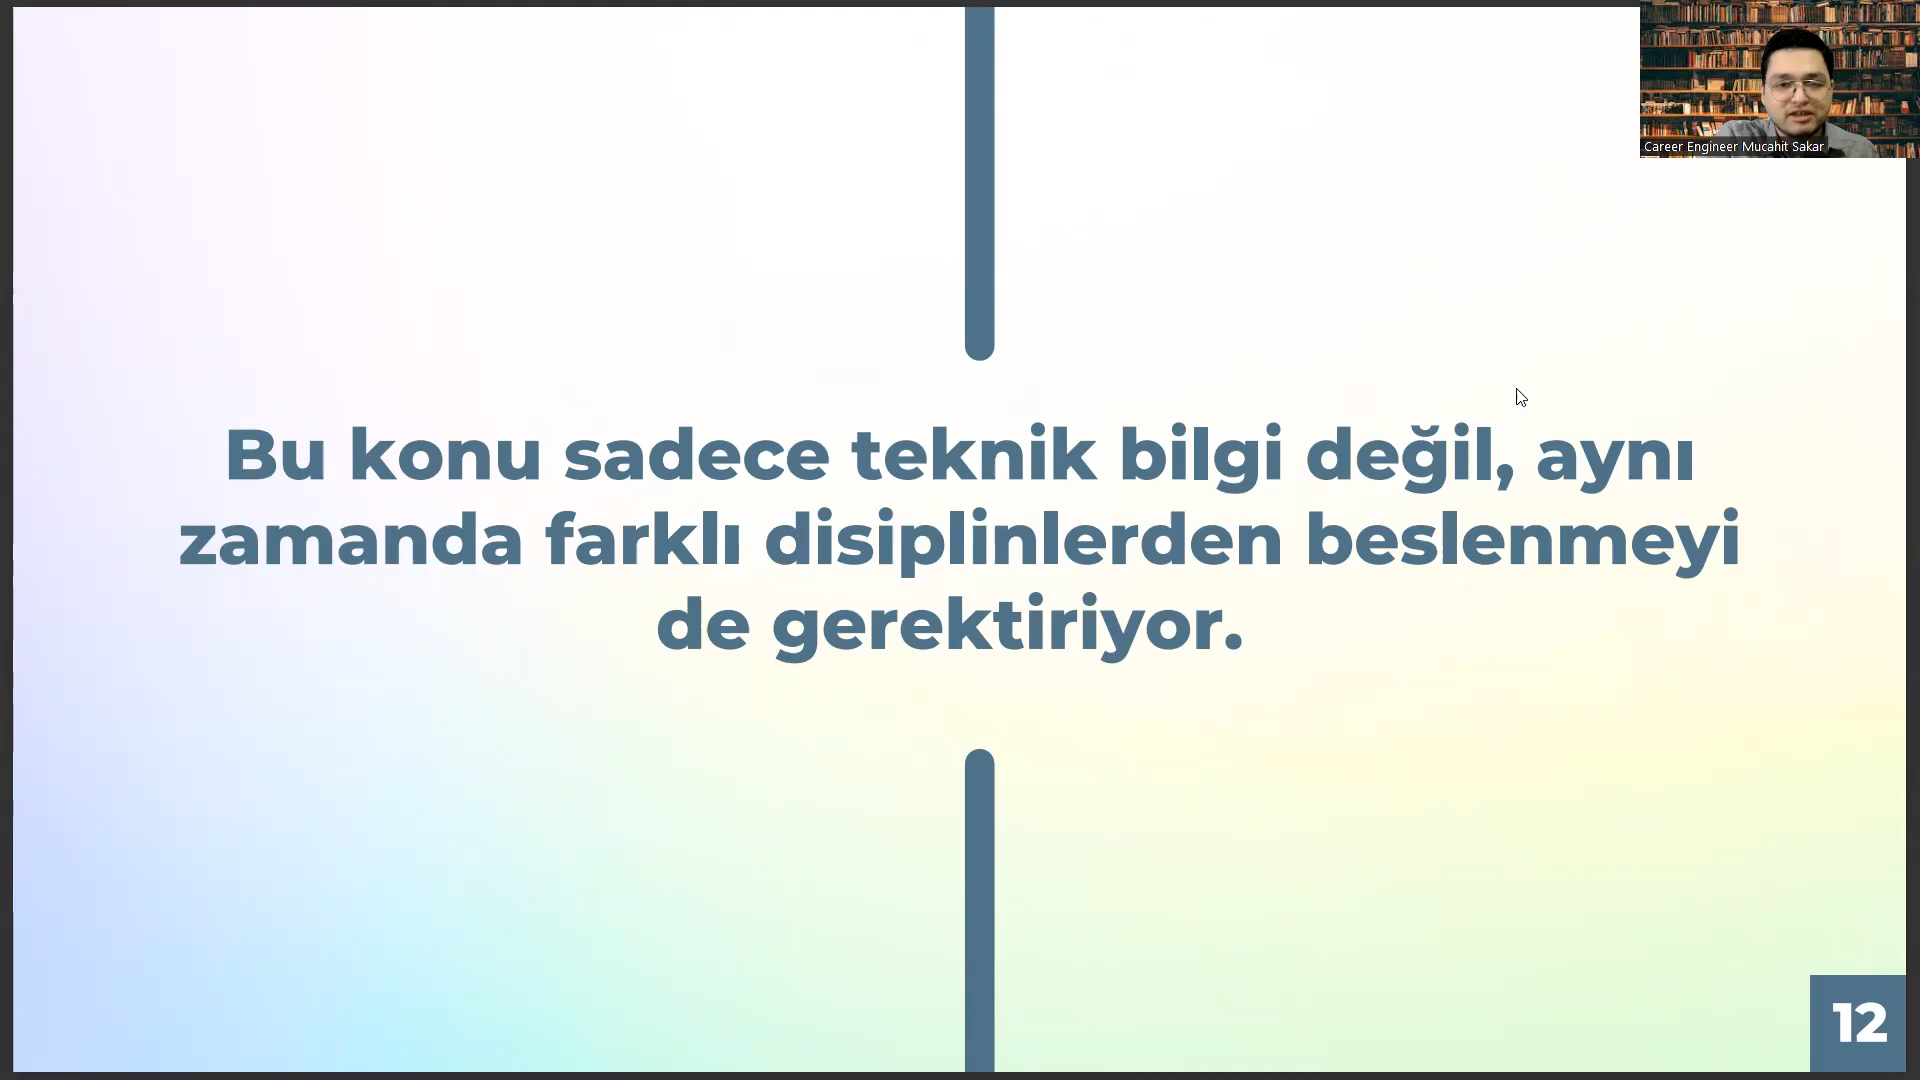 Career Engineer Mucahit Sakar
Bu konu sadece teknik bilgi değil, aynı
zamanda farklı disiplinlerden beslenmeyi
de gerektiriyor.
12